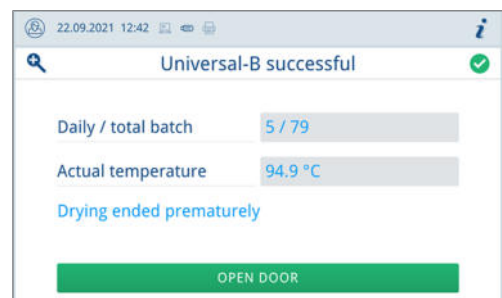 22.09.2021 12:42
i
Universal-B successful
Daily / total batch 5 / 79
Actual temperature 94.9 °C
Drying ended prematurely
OPEN DOOR